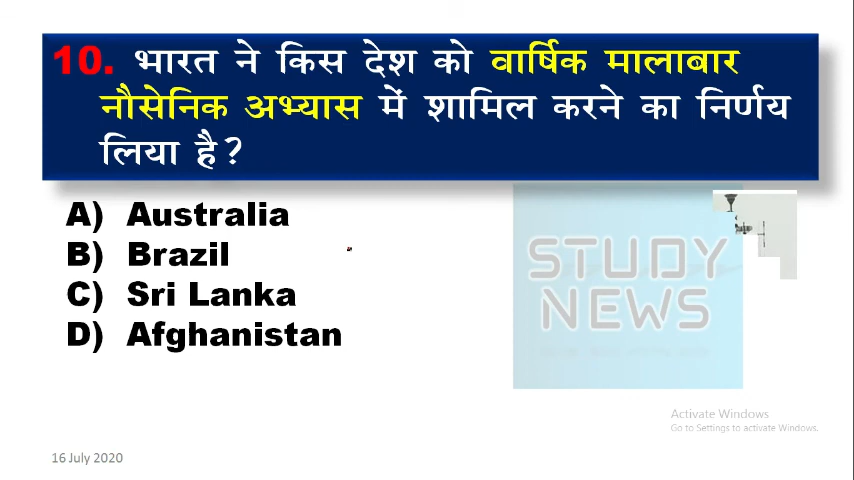 10. भारत ने किस देश को वार्षिक मालाबार
नौसेनिक अभ्यास में शामिल करने का निर्णय
लिया है?
A) Australia
B) Brazil
C) Sri Lanka
D) Afghanistan
STUDY
NEWS
Activate Windows
Go to Settings to activate Windows.
16 July 2020